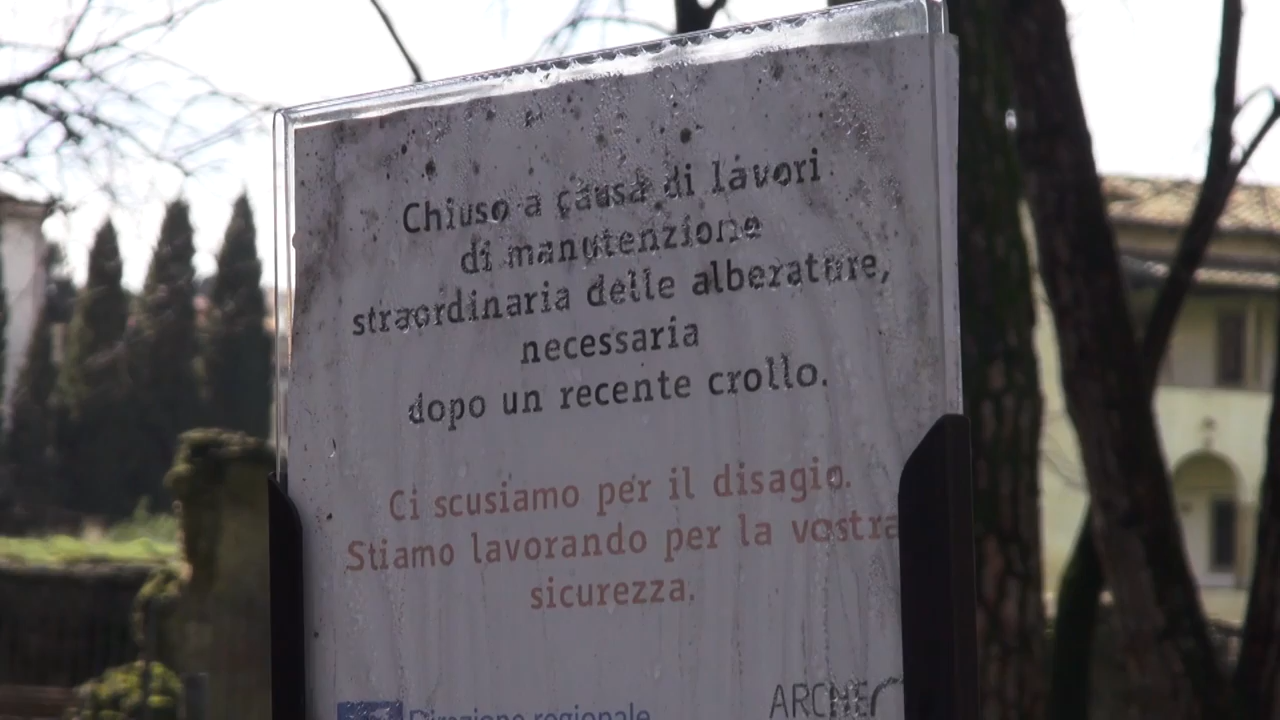 Chiuso a causa di lavori
di manutenzione
straordinaria delle alberature,
necessaria
dopo un recente crollo.
Ci scusiamo per il disagio.
Stiamo lavorando per la vostra
sicurezza.
Direzione regionale